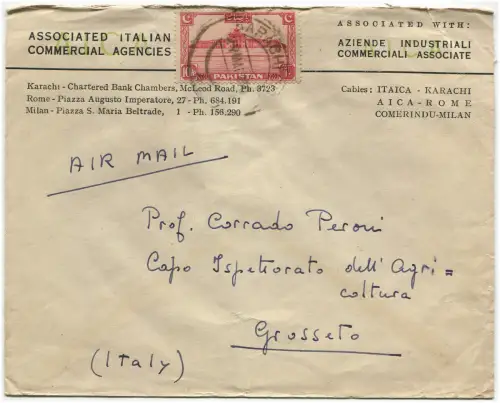 ASSOCIATED ITALIAN
COMMERCIAL AGENCIES
Karachi - Chartered Bank Chambers, McLeod Road, Ph. 3723
Rome - Piazza Augusto Imperatore, 27 - Ph. 684.191
Milan - Piazza S. Maria Beltrade, 1 - Ph. 156.290
PAKISTAN
KARACHI
ASSOCIATED WITH:
AZIENDE INDUSTRIALI
COMMERCIALI ASSOCIATE
Cables: ITAICA - KARACHI
AICA - ROME
COMERINDU - MILAN
AIR MAIL
Prof. Corrado Peroni
Capo Ispettorato dell'Agri=
coltura
Grosseto
(Italy)